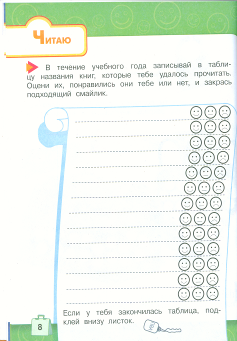 Читаю
В течение учебного года записывай в табли-
цу названия книг, которые тебе удалось прочитать.
Оцени их, понравились они тебе или нет, и закрась
подходящий смайлик.
Если у тебя закончилась таблица, под-
клей внизу листок.
8